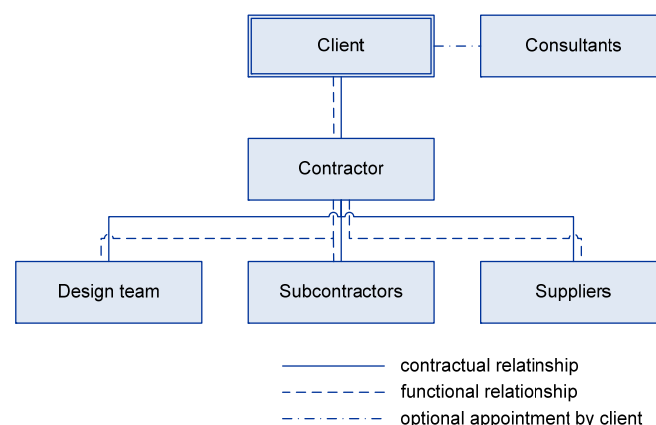 Client
Consultants
Contractor
Design team
Subcontractors
Suppliers
contractual relatinship
functional relationship
optional appointment by client